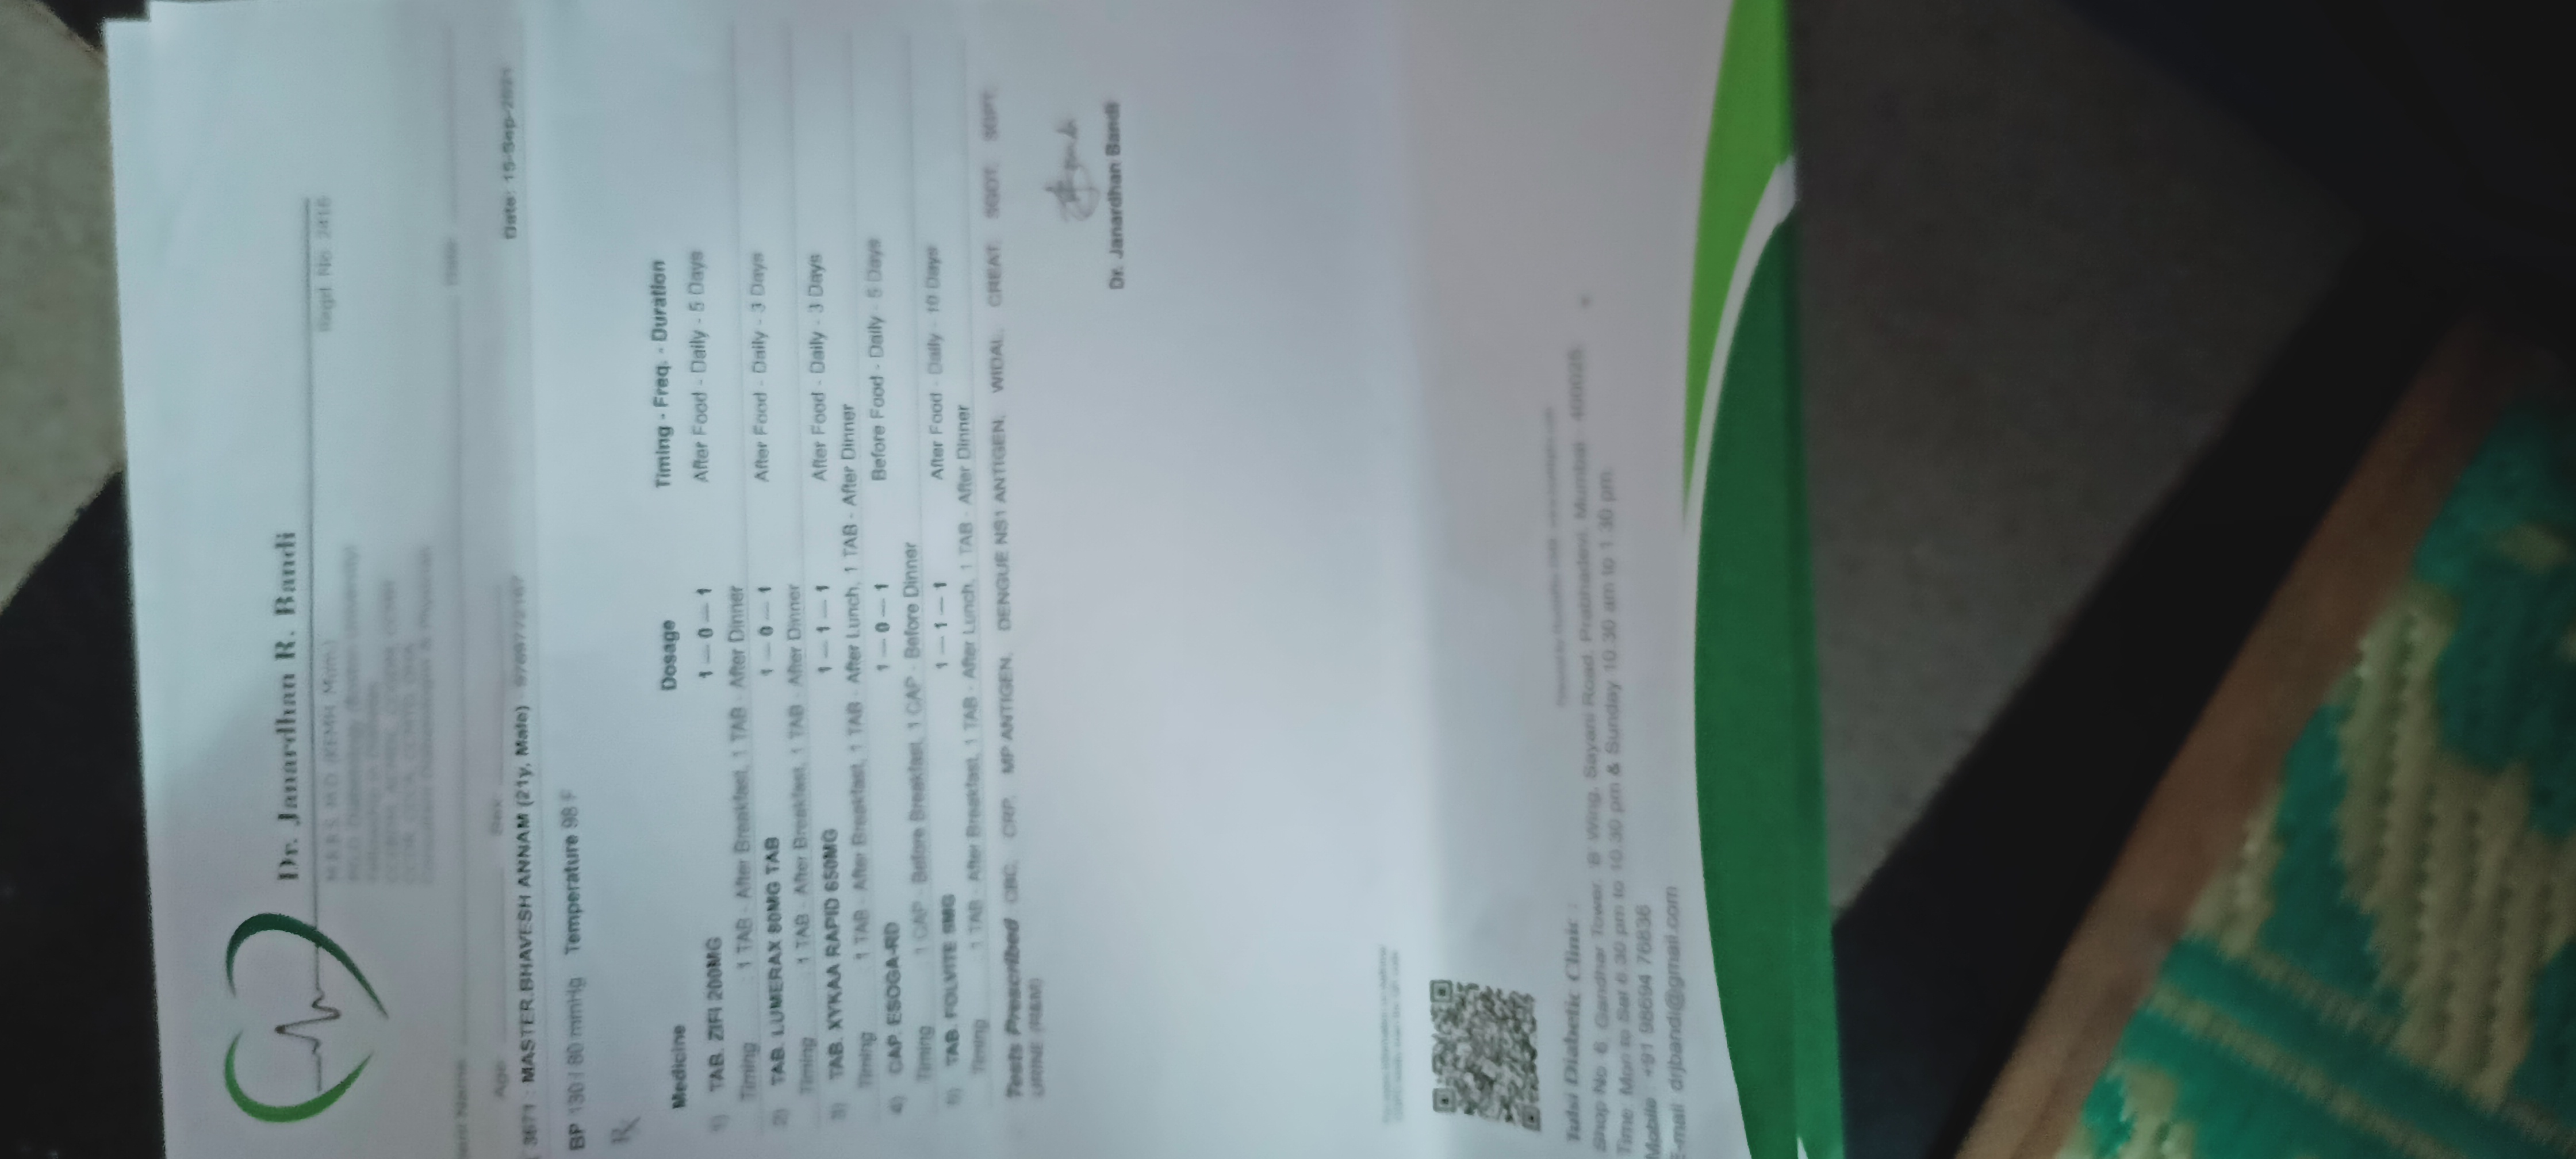 Dr. Janardhan R. Bandi
Regd. No. 2416
Date
Age Sex
3671 : MASTER.BHAVESH ANNAM (21y, Male) Date: 15-Sep-2021
BP 130 / 80 mmHg Temperature 98 F
Rx
Medicine Dosage Timing - Freq. - Duration
1) TAB. ZIFI 200MG 1 — 0 — 1 After Food - Daily - 5 Days
Timing : 1 TAB - After Breakfast, 1 TAB - After Dinner
2) TAB. LUMERAX 80MG TAB 1 — 0 — 1 After Food - Daily - 3 Days
Timing : 1 TAB - After Breakfast, 1 TAB - After Dinner
3) TAB. XYKAA RAPID 650MG 1 — 1 — 1 After Food - Daily - 3 Days
Timing : 1 TAB - After Breakfast, 1 TAB - After Lunch, 1 TAB - After Dinner
4) CAP. ESOGA-RD 1 — 0 — 1 Before Food - Daily - 5 Days
Timing : 1 CAP - Before Breakfast, 1 CAP - Before Dinner
5) TAB. FOLVITE 5MG 1 — 1 — 1 After Food - Daily - 10 Days
Timing : 1 TAB - After Breakfast, 1 TAB - After Lunch, 1 TAB - After Dinner
Tests Prescribed : CBC, CRP, MP ANTIGEN, DENGUE NS1 ANTIGEN, WIDAL, CREAT, SGOT, SGPT,
URINE (R&M)
Dr. Janardhan Bandi
Tulsi Diabetic Clinic :
Shop No 6, Gandhar Tower, 'B' Wing, Sayani Road, Prabhadevi, Mumbai - 400025.
Time : Mon to Sat 6.30 pm to 10.30 pm & Sunday 10.30 am to 1.30 pm
Mobile : +91 98694 76836
E-mail: drjbandi@gmail.com